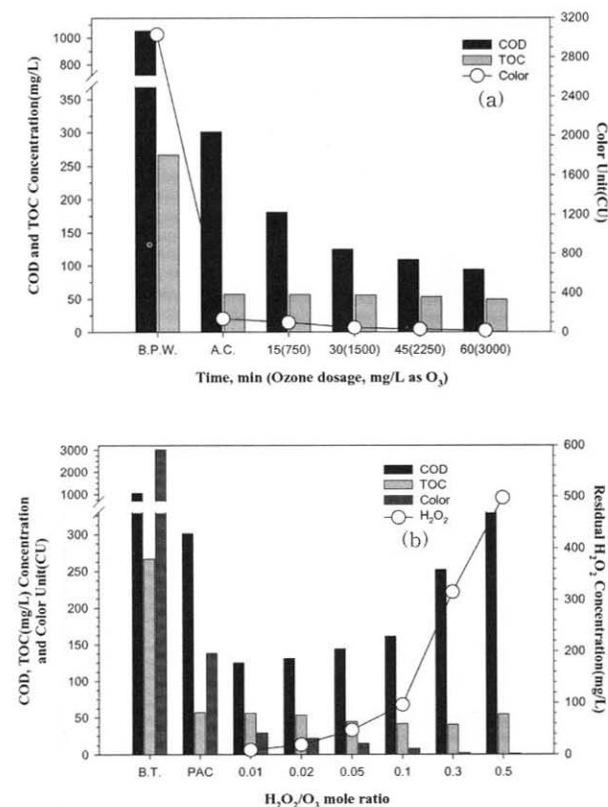 COD
TOC
Color
(a)
COD and TOC Concentration(mg/L)
1000
800
350
300
250
200
150
100
50
0
3200
2800
2400
2000
1600
1200
800
400
0
Color Unit(CU)
B.P.W. A.C. 15(750) 30(1500) 45(2250) 60(3000)
Time, min (Ozone dosage, mg/L as O₃)
COD
TOC
Color
H₂O₂
(b)
COD, TOC(mg/L) Concentration
and Color Unit(CU)
3000
2000
1000
300
250
200
150
100
50
0
600
500
400
300
200
100
0
Residual H₂O₂ Concentration(mg/L)
B.T. PAC 0.01 0.02 0.05 0.1 0.3 0.5
H₂O₂/O₃ mole ratio